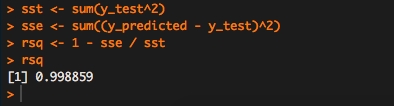 > sst <- sum(y_test^2)
> sse <- sum((y_predicted - y_test)^2)
> rsq <- 1 - sse / sst
> rsq
[1] 0.998859
>